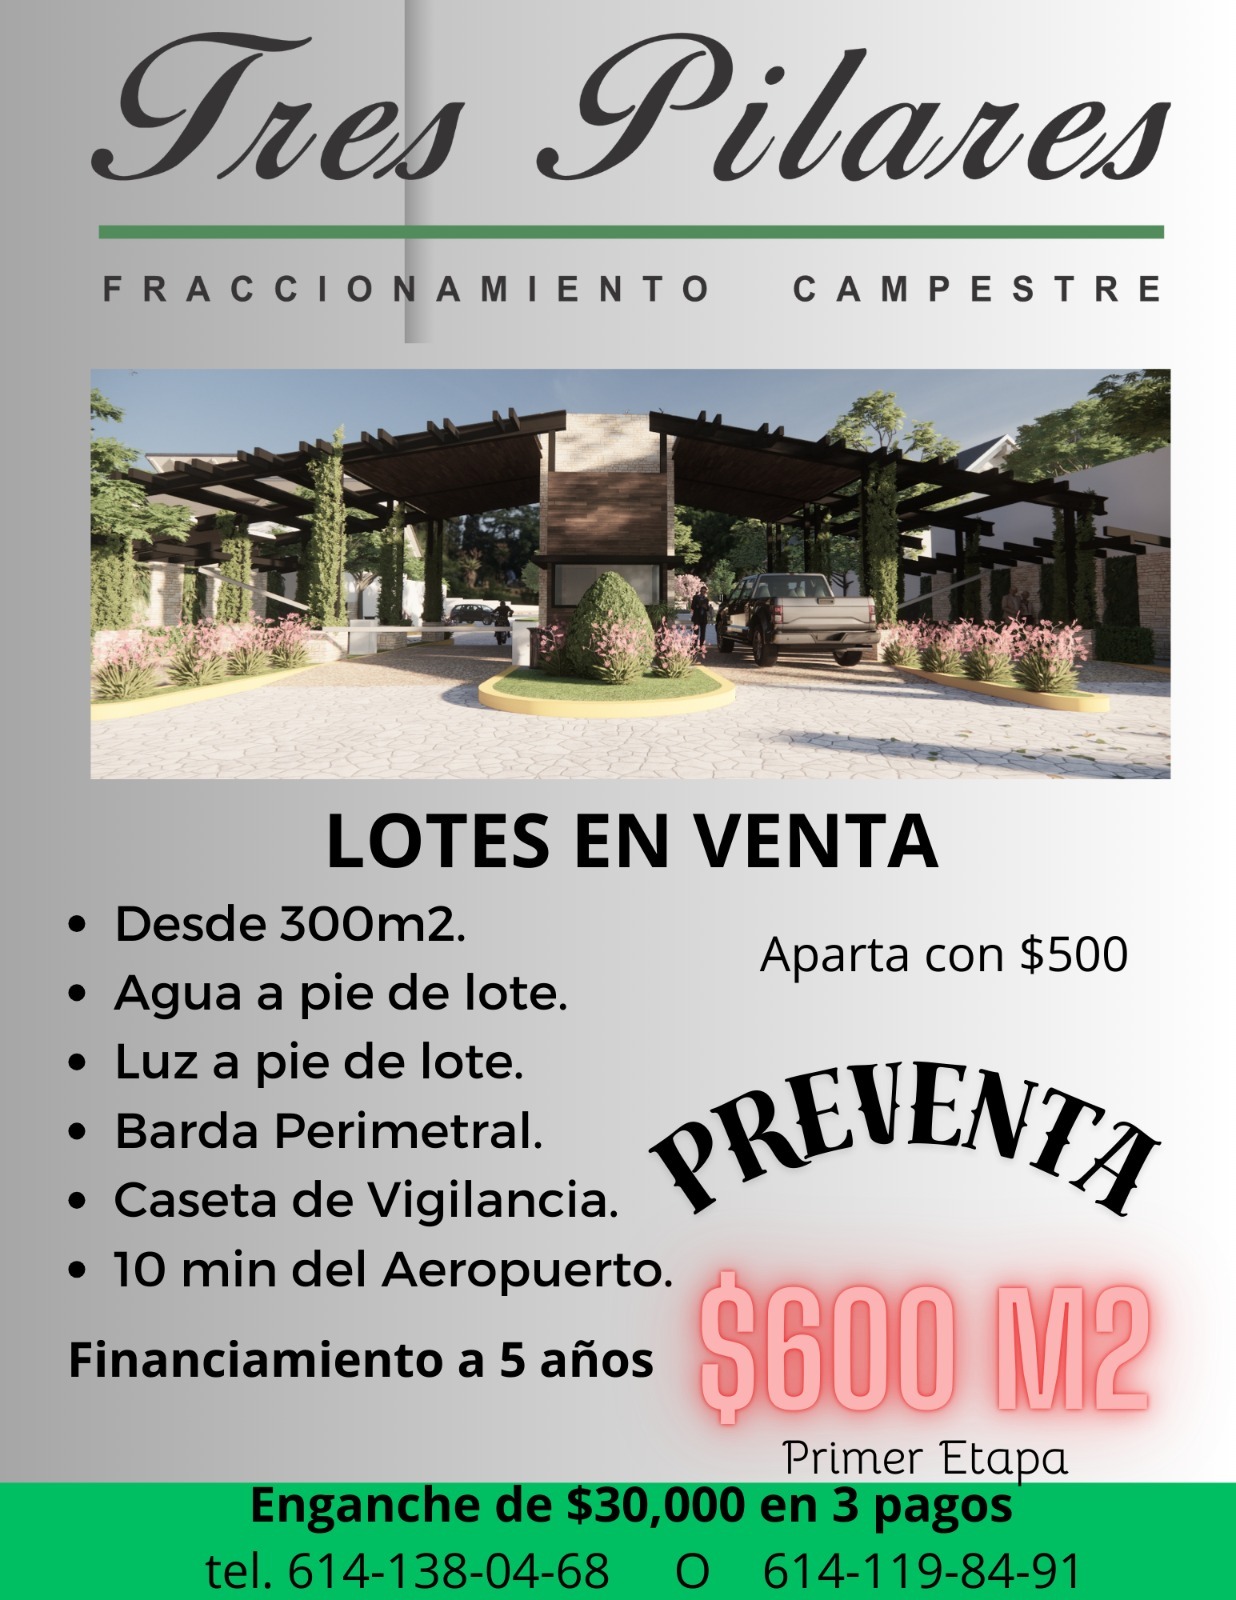 Tres Pilares
FRACCIONAMIENTO CAMPESTRE
LOTES EN VENTA
• Desde 300m2.
• Agua a pie de lote.
• Luz a pie de lote.
• Barda Perimetral.
• Caseta de Vigilancia.
• 10 min del Aeropuerto.
Financiamiento a 5 años
Aparta con $500
PREVENTA
$600 M2
Primer Etapa
Enganche de $30,000 en 3 pagos
tel. 614-138-04-68 O 614-119-84-91